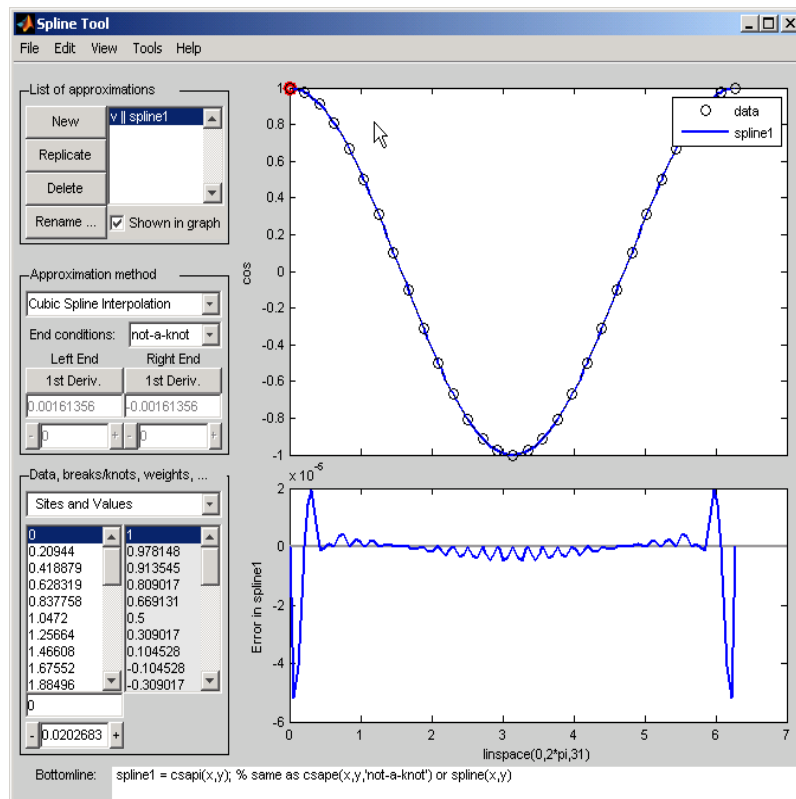 Spline Tool
File Edit View Tools Help
List of approximations
New
Replicate
Delete
Rename ...
v || spline1
Shown in graph
Approximation method
Cubic Spline Interpolation
End conditions: not-a-knot
Left End Right End
1st Deriv. 1st Deriv.
0.00161356 -0.00161356
- 0 + - 0 +
Data, breaks/knots, weights, ...
Sites and Values
0 1
0.20944 0.978148
0.418879 0.913545
0.628319 0.809017
0.837758 0.669131
1.0472 0.5
1.25664 0.309017
1.46608 0.104528
1.67552 -0.104528
1.88496 -0.309017
0
- 0.0202683 +
1
0.8
0.6
0.4
0.2
0
-0.2
-0.4
-0.6
-0.8
-1
cos
data
spline1
x 10^-5
2
0
-2
-4
-6
Error in spline1
0 1 2 3 4 5 6 7
linspace(0,2*pi,31)
Bottomline: spline1 = csapi(x,y); % same as csape(x,y,'not-a-knot') or spline(x,y)